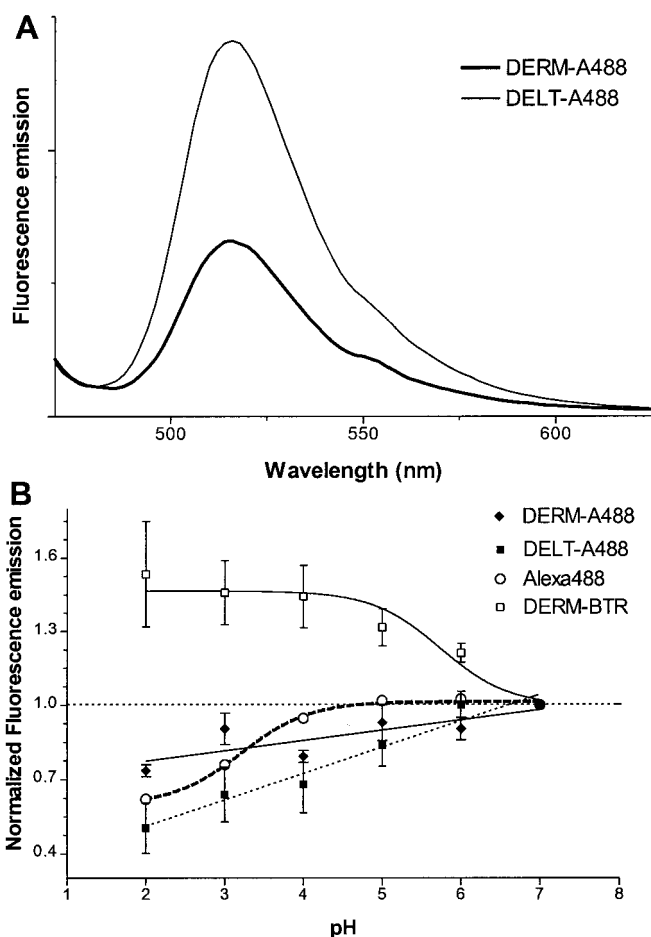 A
Fluorescence emission
DERM-A488
DELT-A488
500
550
600
Wavelength (nm)
B
Normalized Fluorescence emission
DERM-A488
DELT-A488
Alexa488
DERM-BTR
1.6
1.3
1.0
0.7
0.4
1 2 3 4 5 6 7 8
pH